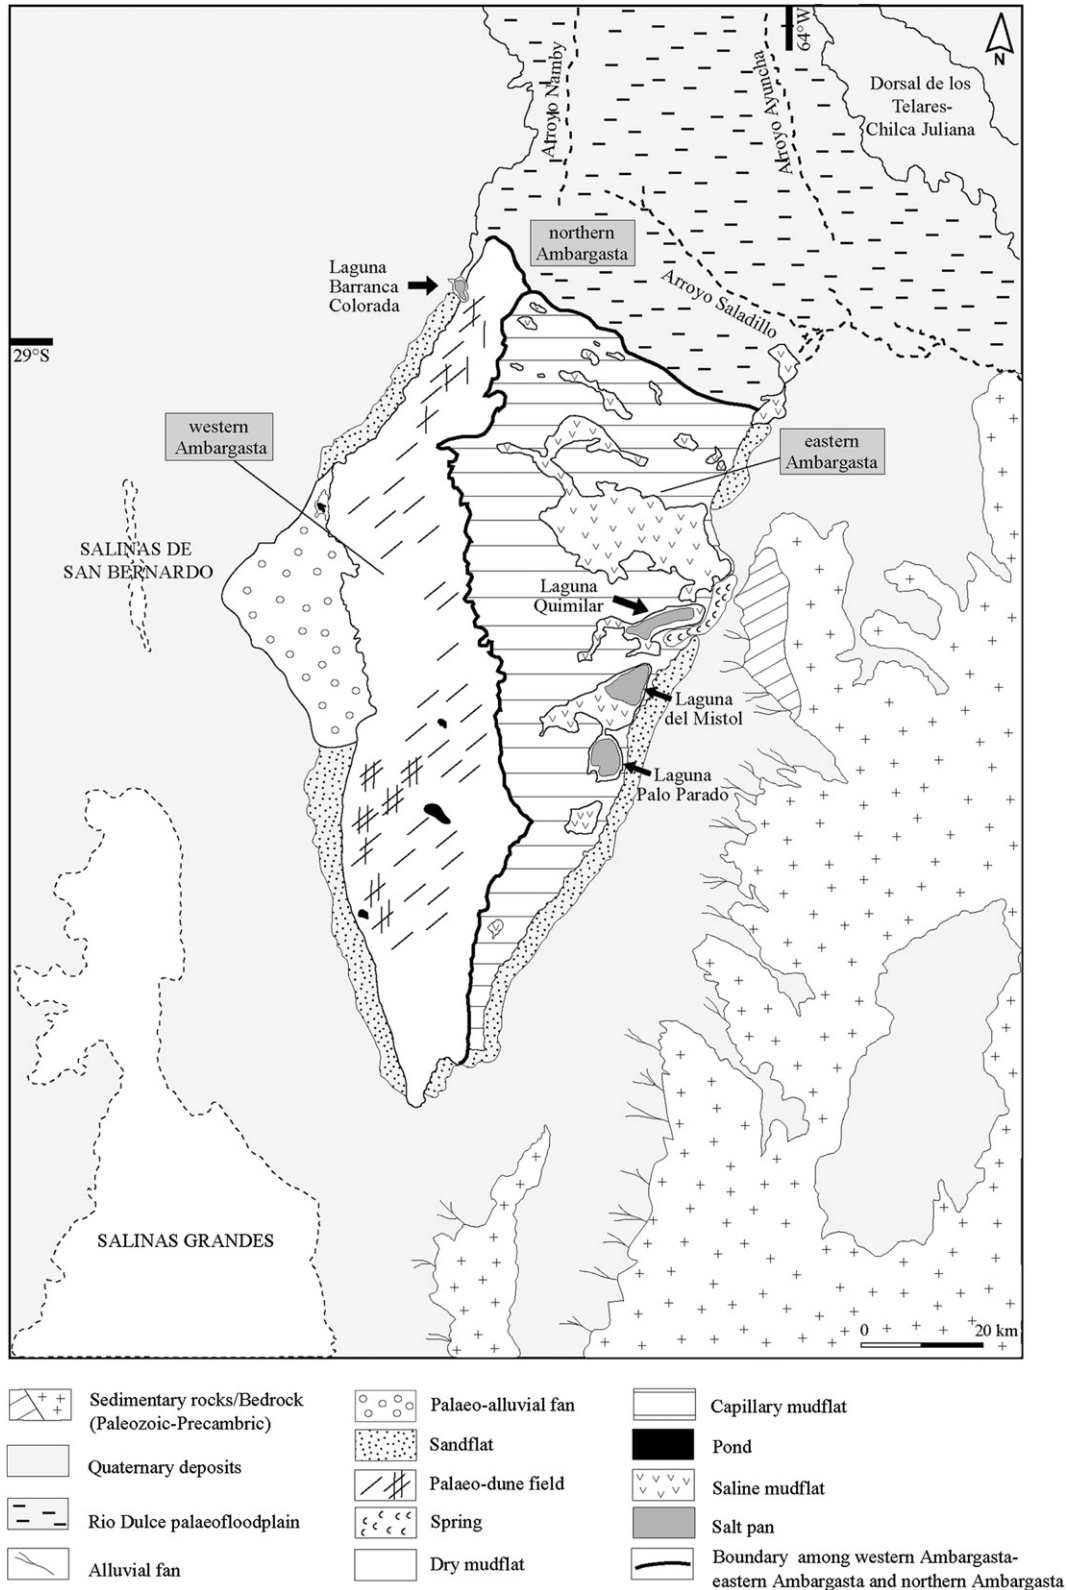 64°W
N
Arroyo Namby
Arroyo Ayuncha
Dorsal de los
Telares-
Chilca Juliana
northern
Ambargasta
Laguna
Barranca
Colorada
Arroyo Saladillo
29°S
western
Ambargasta
eastern
Ambargasta
SALINAS DE
SAN BERNARDO
Laguna
Quimilar
Laguna
del Mistol
Laguna
Palo Parado
SALINAS GRANDES
0 20 km
Sedimentary rocks/Bedrock
(Paleozoic-Precambric)
Quaternary deposits
Rio Dulce palaeofloodplain
Alluvial fan
Palaeo-alluvial fan
Sandflat
Palaeo-dune field
Spring
Dry mudflat
Capillary mudflat
Pond
Saline mudflat
Salt pan
Boundary among western Ambargasta-
eastern Ambargasta and northern Ambargasta